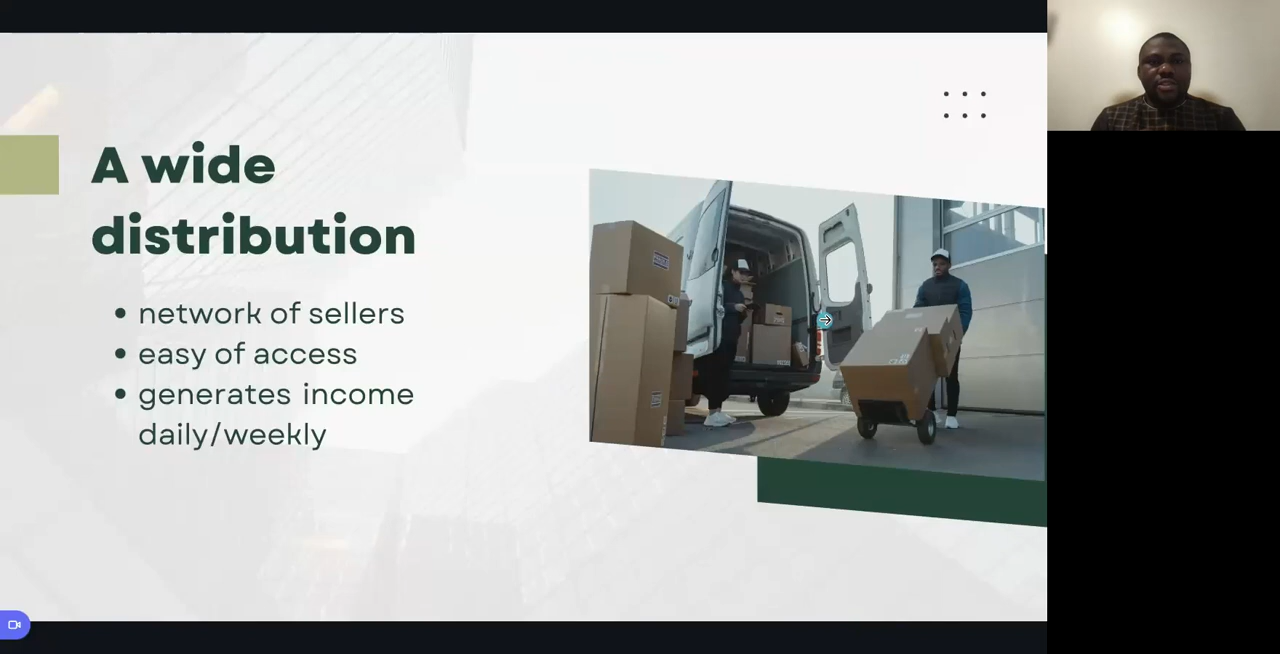 A wide
distribution
network of sellers
easy of access
generates income
daily/weekly